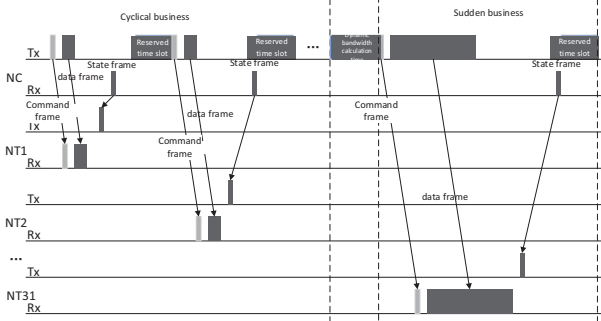 Cyclical business
Sudden business
Reserved
time slot
Reserved
time slot
...
Dynamic
bandwidth
calculation
time
Reserved
time slot
Tx
State frame
State frame
State frame
NC
data frame
Rx
Command
frame
Command
frame
data frame
Tx
Command
frame
NT1
Rx
Tx
data frame
NT2
Rx
...
Tx
NT31
Rx